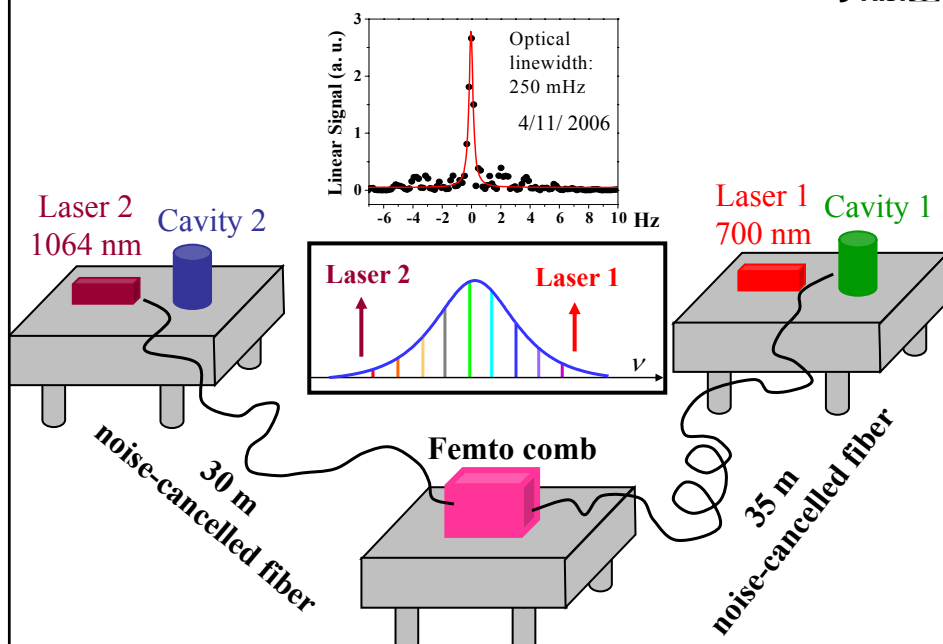 3
2
1
0
Linear Signal (a. u.)
Optical
linewidth:
250 mHz
4/11/ 2006
-6 -4 -2 0 2 4 6 8 10 Hz
Laser 2
1064 nm
Cavity 2
Laser 1
700 nm
Cavity 1
Laser 2
Laser 1
ν
Femto comb
30 m
noise-cancelled fiber
35 m
noise-cancelled fiber